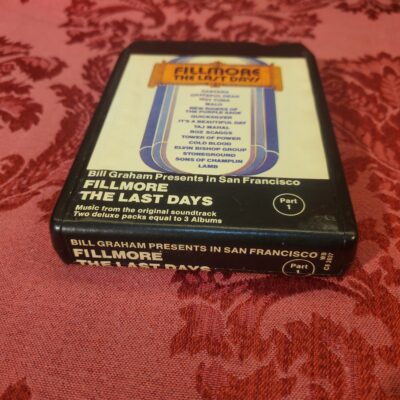 FILLMORE
THE LAST DAYS
SANTANA
GRATEFUL DEAD
HOT TUNA
MALO
NEW RIDERS OF
THE PURPLE SAGE
QUICKSILVER
IT'S A BEAUTIFUL DAY
TAJ MAHAL
BOZ SCAGGS
TOWER OF POWER
COLD BLOOD
ELVIN BISHOP GROUP
STONEGROUND
SONS OF CHAMPLIN
LAMB
Bill Graham Presents in San Francisco
FILLMORE
THE LAST DAYS
Part
1
Music from the original soundtrack
Two deluxe packs equal to 3 Albums
BILL GRAHAM PRESENTS IN SAN FRANCISCO
FILLMORE
THE LAST DAYS
Part
1